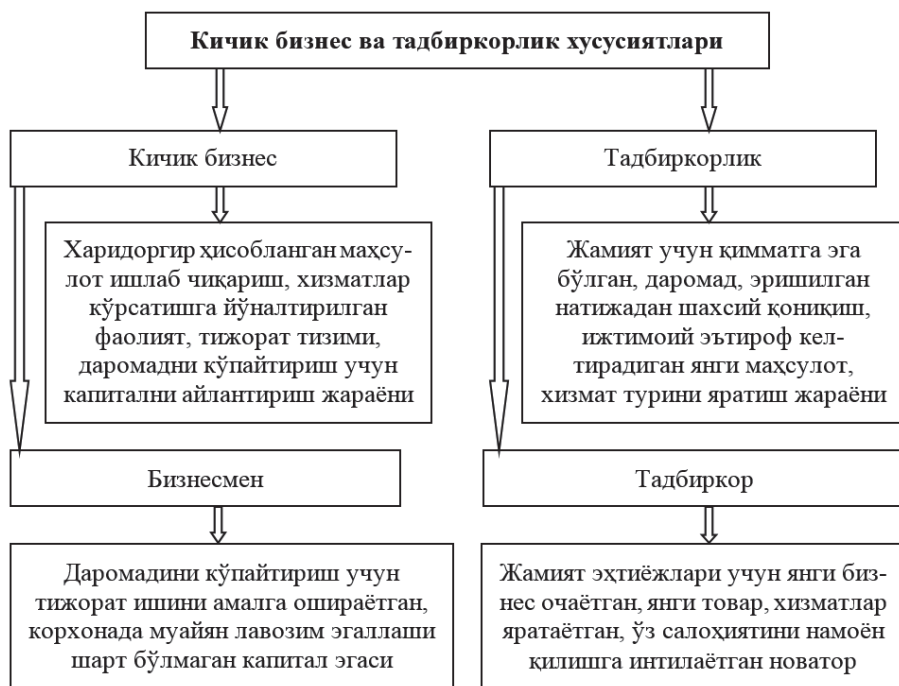 Кичик бизнес ва тадбиркорлик хусусиятлари
Кичик бизнес
Харидоргир ҳисобланган маҳсу-
лот ишлаб чиқариш, хизматлар
кўрсатишга йўналтирилган
фаолият, тижорат тизими,
даромадни кўпайтириш учун
капитални айлантириш жараёни
Бизнесмен
Даромадини кўпайтириш учун
тижорат ишини амалга ошираётган,
корхонада муайян лавозим эгаллаши
шарт бўлмаган капитал эгаси
Тадбиркорлик
Жамият учун қимматга эга
бўлган, даромад, эришилган
натижадан шахсий қониқиш,
ижтимоий эътироф кел-
тирадиган янги маҳсулот,
хизмат турини яратиш жараёни
Тадбиркор
Жамият эҳтиёжлари учун янги биз-
нес очаётган, янги товар, хизматлар
яратаётган, ўз салоҳиятини намоён
қилишга интилаётган новатор